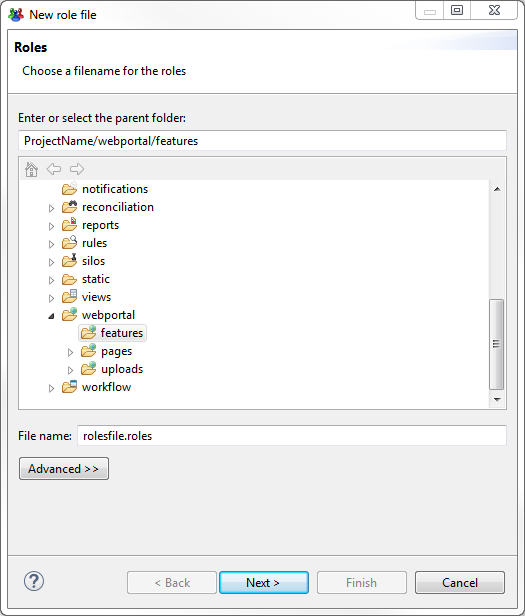 New role file
Roles
Choose a filename for the roles
Enter or select the parent folder:
ProjectName/webportal/features
notifications
reconciliation
reports
rules
silos
static
views
webportal
features
pages
uploads
workflow
File name: rolesfile.roles
Advanced >>
? < Back Next > Finish Cancel